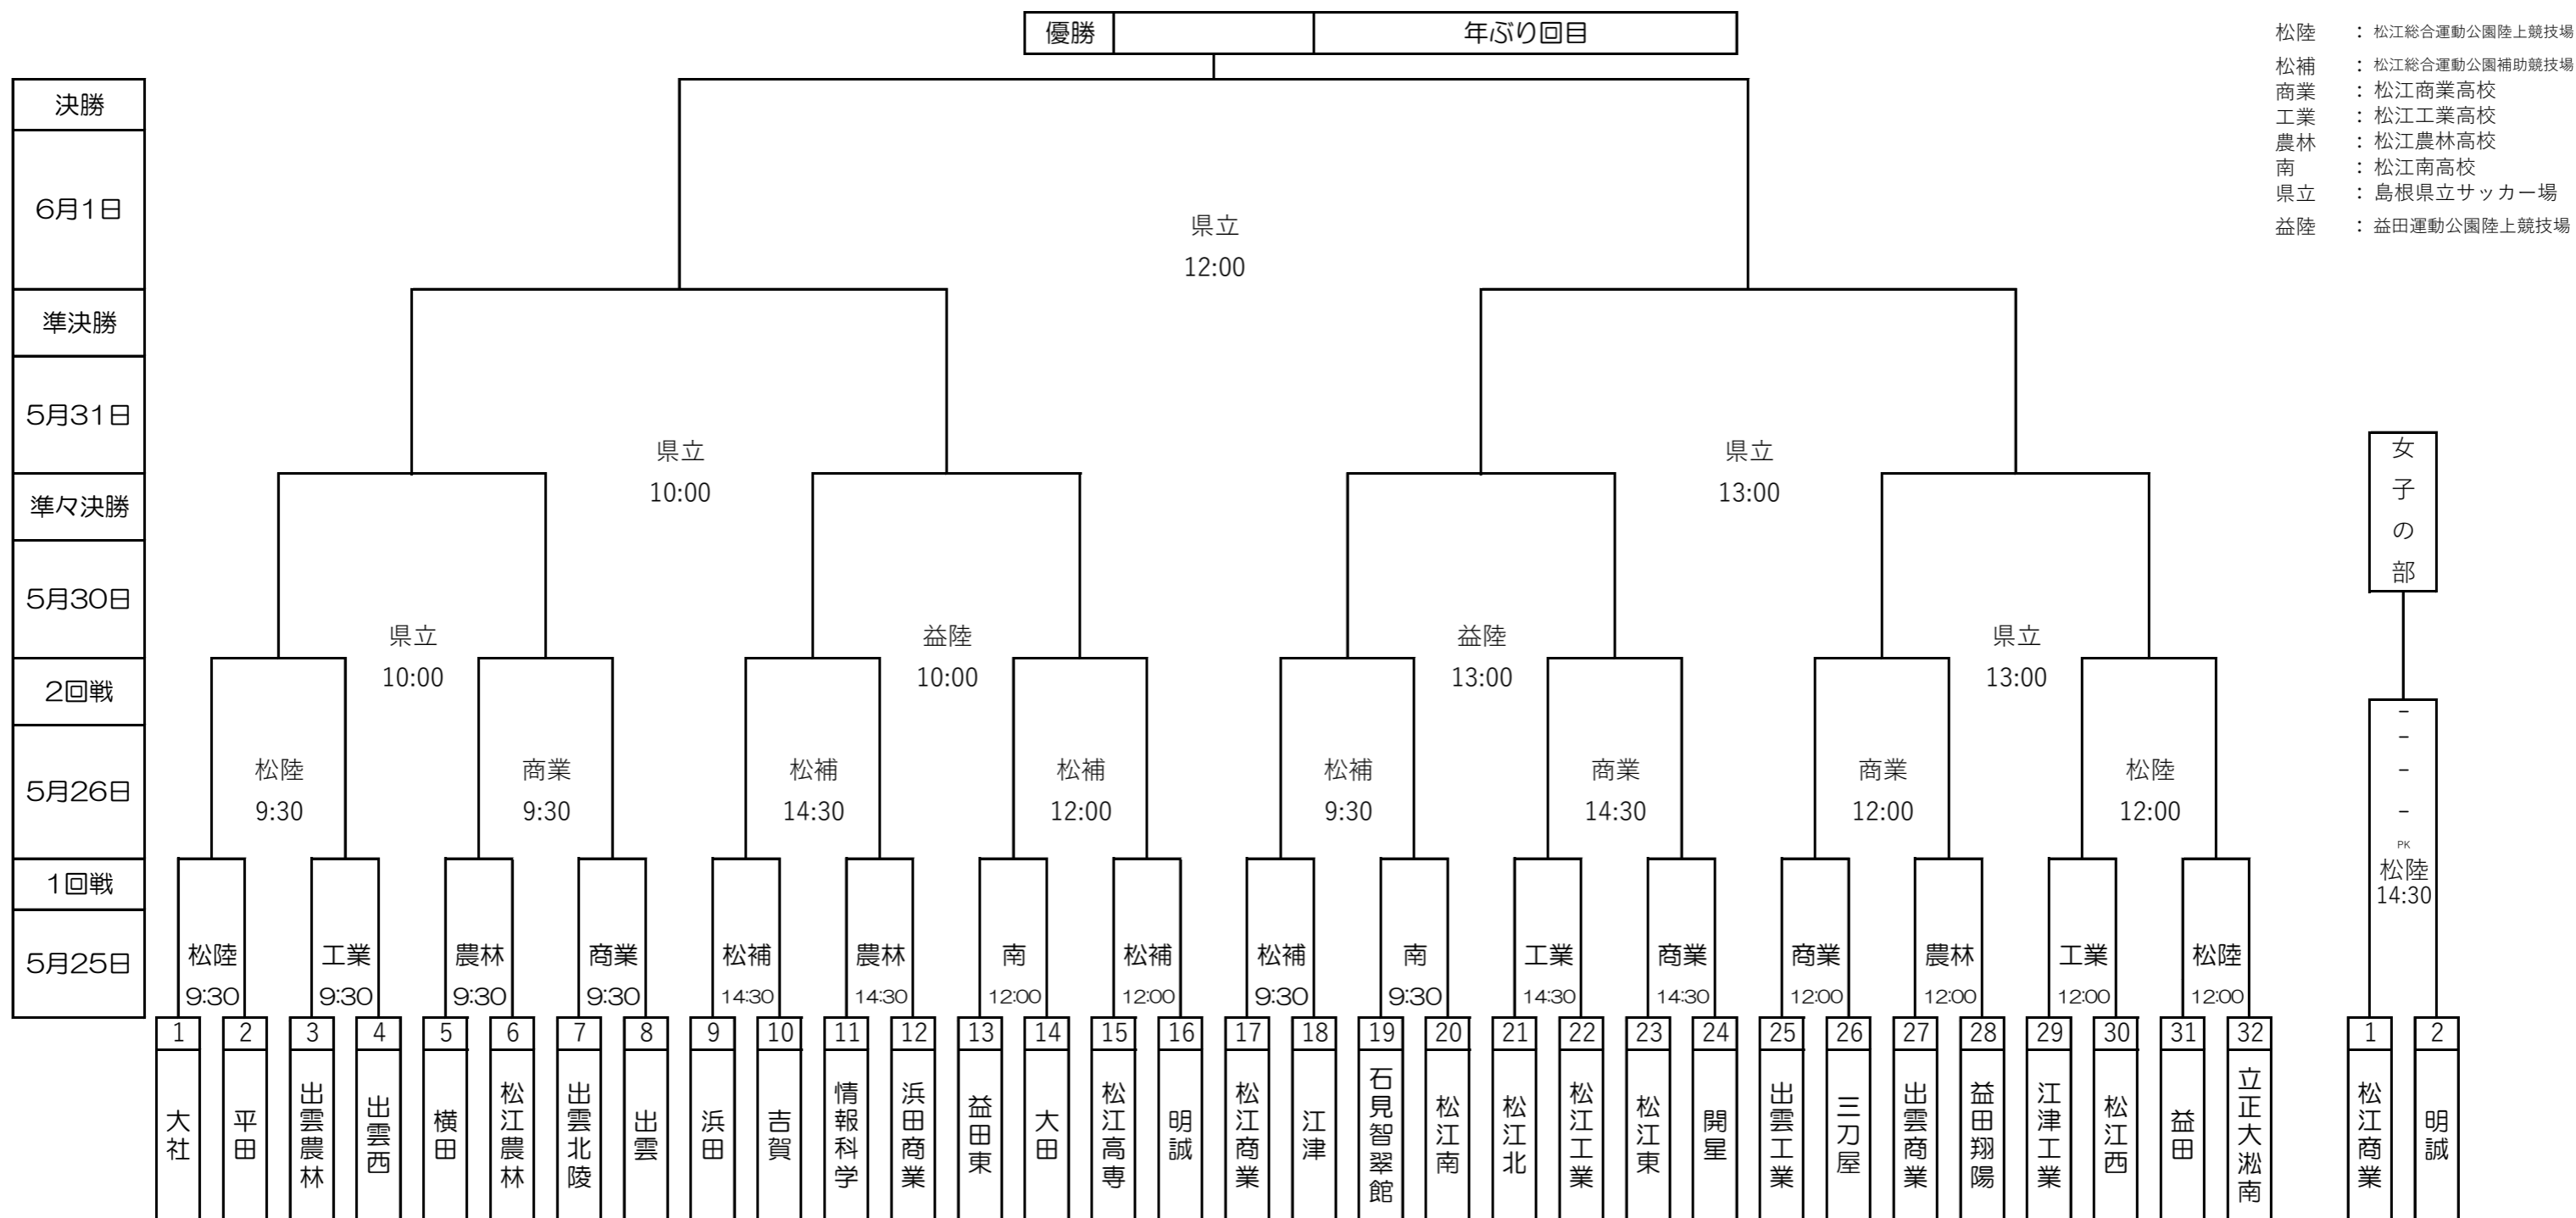 優勝 年ぶり回目
松陸 ： 松江総合運動公園陸上競技場
松補 ： 松江総合運動公園補助競技場
商業 ： 松江商業高校
工業 ： 松江工業高校
農林 ： 松江農林高校
南 ： 松江南高校
県立 ： 島根県立サッカー場
益陸 ： 益田運動公園陸上競技場
決勝
6月1日
県立
12:00
準決勝
5月31日
県立 県立
10:00 13:00
準々決勝
5月30日
県立 益陸 益陸 県立
10:00 10:00 13:00 13:00
2回戦
5月26日
松陸 商業 松補 松補 松補 商業 商業 松陸
9:30 9:30 14:30 12:00 9:30 14:30 12:00 12:00
1回戦
5月25日
松陸 工業 農林 商業 松補 農林 南 松補 松補 南 工業 商業 商業 農林 工業 松陸
9:30 9:30 9:30 9:30 14:30 14:30 12:00 12:00 9:30 9:30 14:30 14:30 12:00 12:00 12:00 12:00
1 2 3 4 5 6 7 8 9 10 11 12 13 14 15 16 17 18 19 20 21 22 23 24 25 26 27 28 29 30 31 32
大社
平田
出雲農林
出雲西
横田
松江農林
出雲北陵
出雲
浜田
吉賀
情報科学
浜田商業
益田東
大田
松江高専
明誠
松江商業
江津
石見智翠館
松江南
松江北
松江工業
松江東
開星
出雲工業
三刀屋
出雲商業
益田翔陽
江津工業
松江西
益田
立正大淞南
女子の部
-
-
-
-
PK
松陸
14:30
1 2
松江商業
明誠